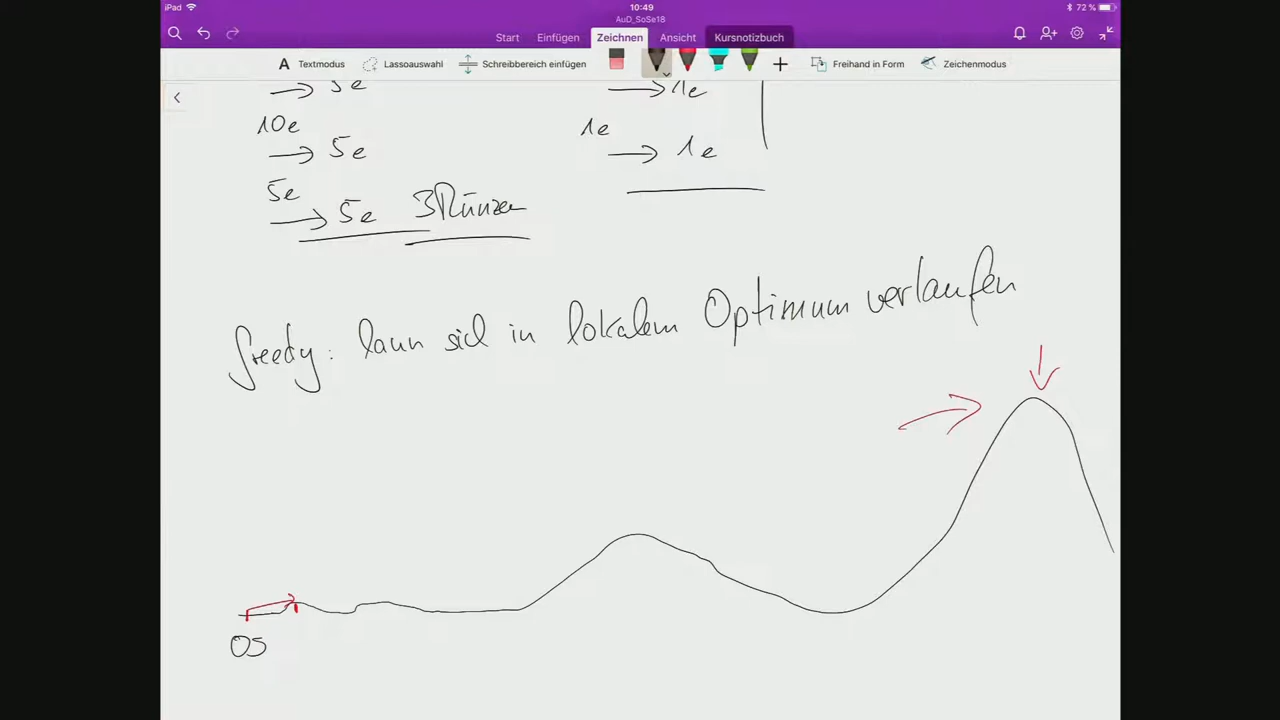 iPad
10:49
72 %
AuD_SoSe18
Start Einfügen Zeichnen Ansicht Kursnotizbuch
A Textmodus Lassoauswahl Schreibbereich einfügen + Freihand in Form Zeichenmodus
→ 5e → 1e
10e 1e
→ 5e → 1e
5e
→ 5e 3 Münzen
Greedy: kann sich in lokalem Optimum verlaufen
OS